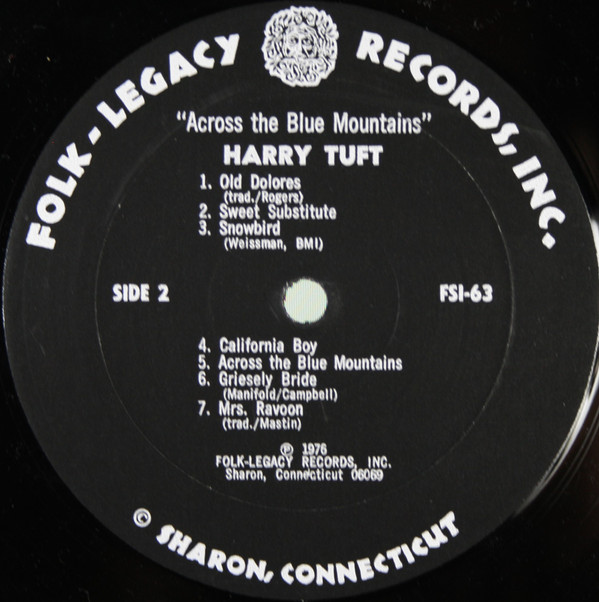 FOLK-LEGACY RECORDS, INC.
"Across the Blue Mountains"
HARRY TUFT
1. Old Dolores
(trad./Rogers)
2. Sweet Substitute
3. Snowbird
(Weissman, BMI)
SIDE 2
FSI-63
4. California Boy
5. Across the Blue Mountains
6. Griesely Bride
(Manifold/Campbell)
7. Mrs. Ravoon
(trad./Mastin)
℗ 1976
FOLK-LEGACY RECORDS, INC.
Sharon, Connecticut 06069
© SHARON, CONNECTICUT